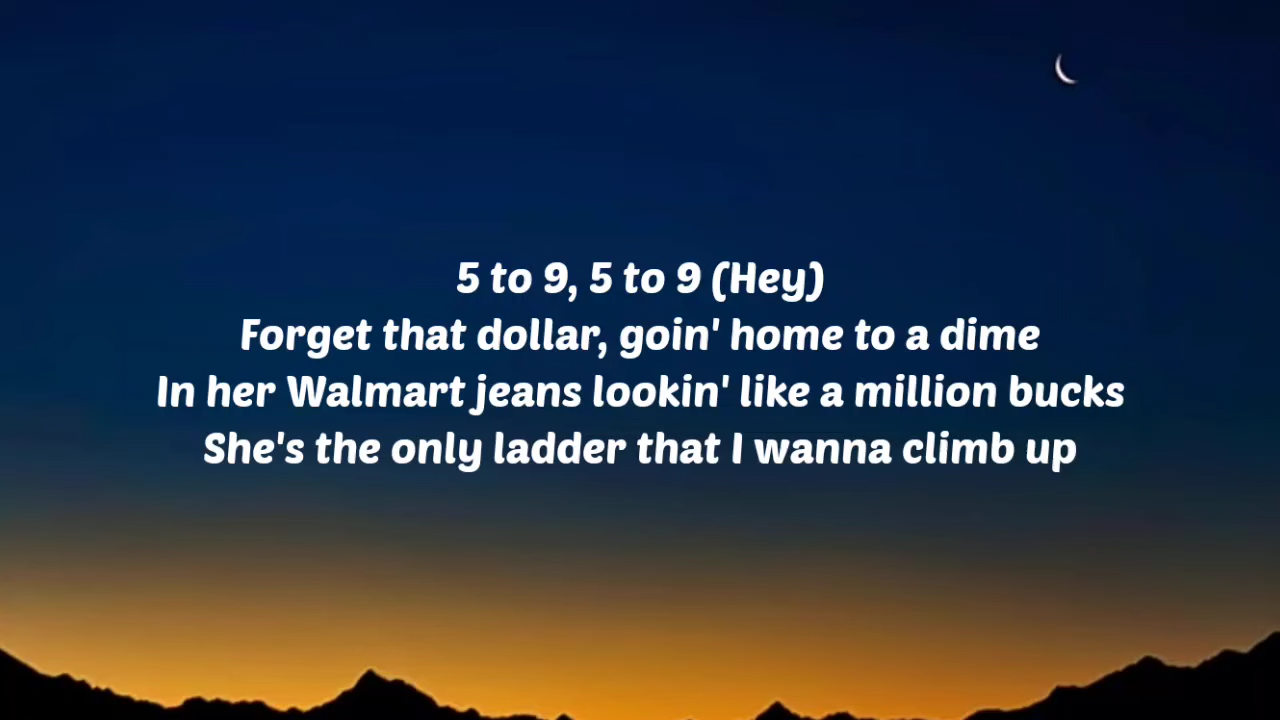 5 to 9, 5 to 9 (Hey)
Forget that dollar, goin' home to a dime
In her Walmart jeans lookin' like a million bucks
She's the only ladder that I wanna climb up